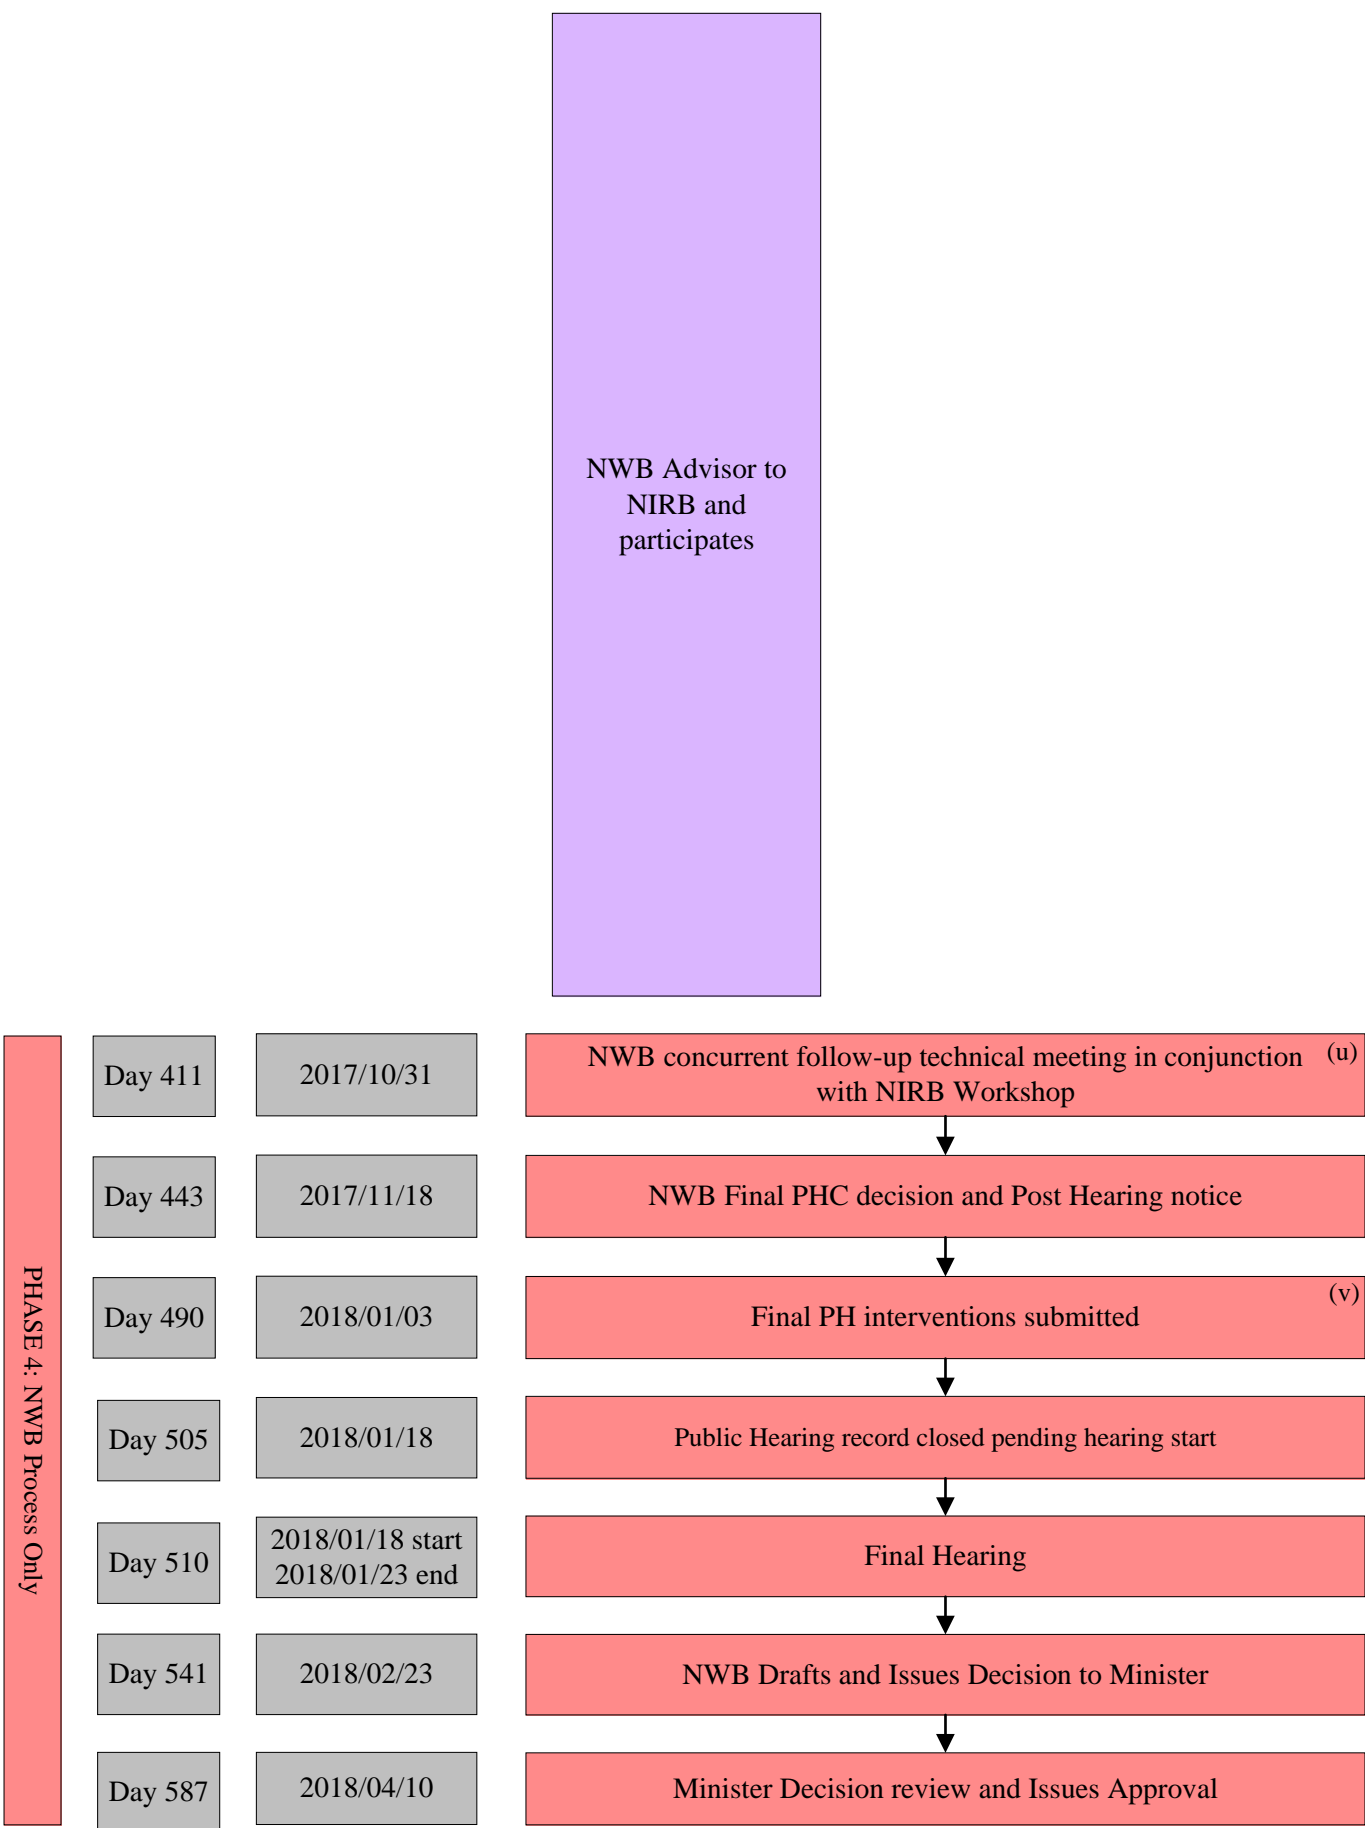 NWB Advisor to
NIRB and
participates
PHASE 4: NWB Process Only
Day 411
2017/10/31
NWB concurrent follow-up technical meeting in conjunction
with NIRB Workshop
(u)
Day 443
2017/11/18
NWB Final PHC decision and Post Hearing notice
Day 490
2018/01/03
Final PH interventions submitted
(v)
Day 505
2018/01/18
Public Hearing record closed pending hearing start
Day 510
2018/01/18 start
2018/01/23 end
Final Hearing
Day 541
2018/02/23
NWB Drafts and Issues Decision to Minister
Day 587
2018/04/10
Minister Decision review and Issues Approval